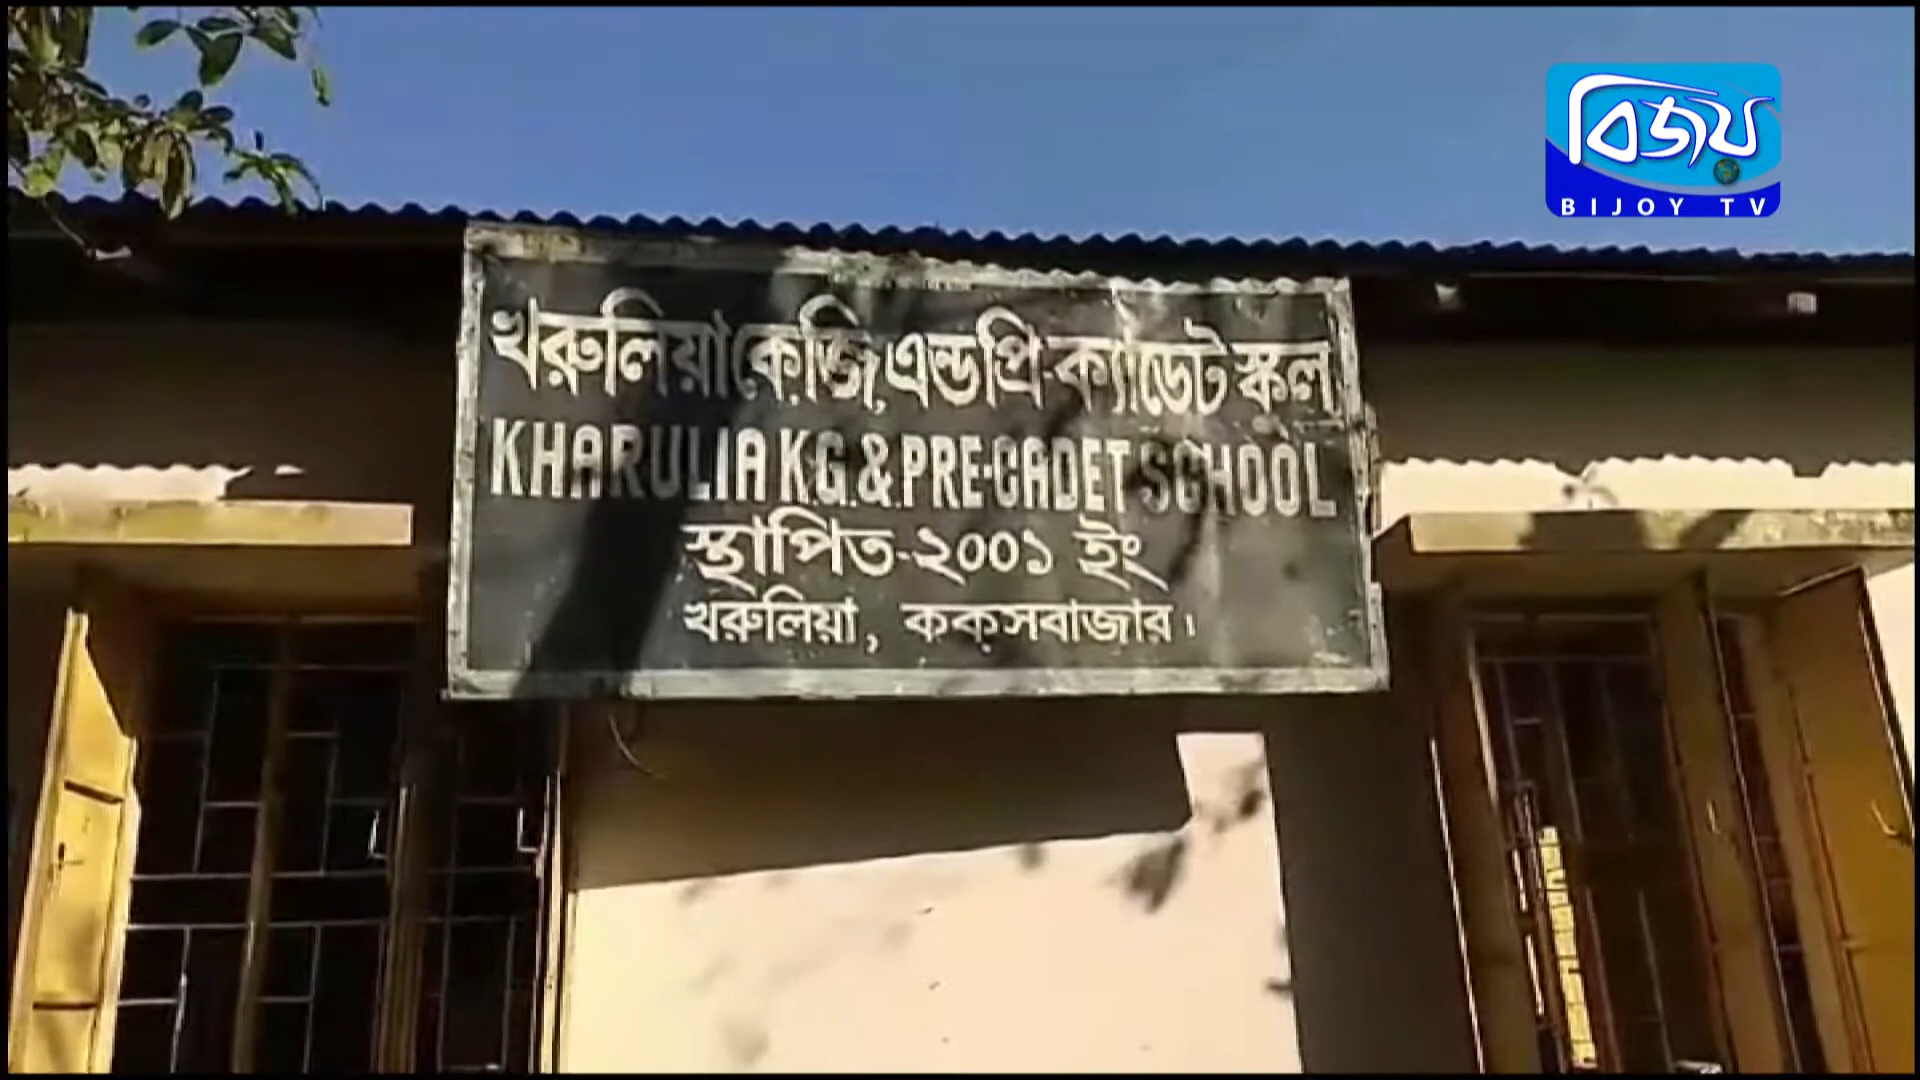 বিজয়
BIJOY TV
খরুলিয়া কে,জি, এন্ড প্রি-ক্যাডেট স্কুল
KHARULIA K.G.&.PRE-CADET SCHOOL
স্থাপিত-২০০১ ইং
খরুলিয়া, কক্সবাজার।